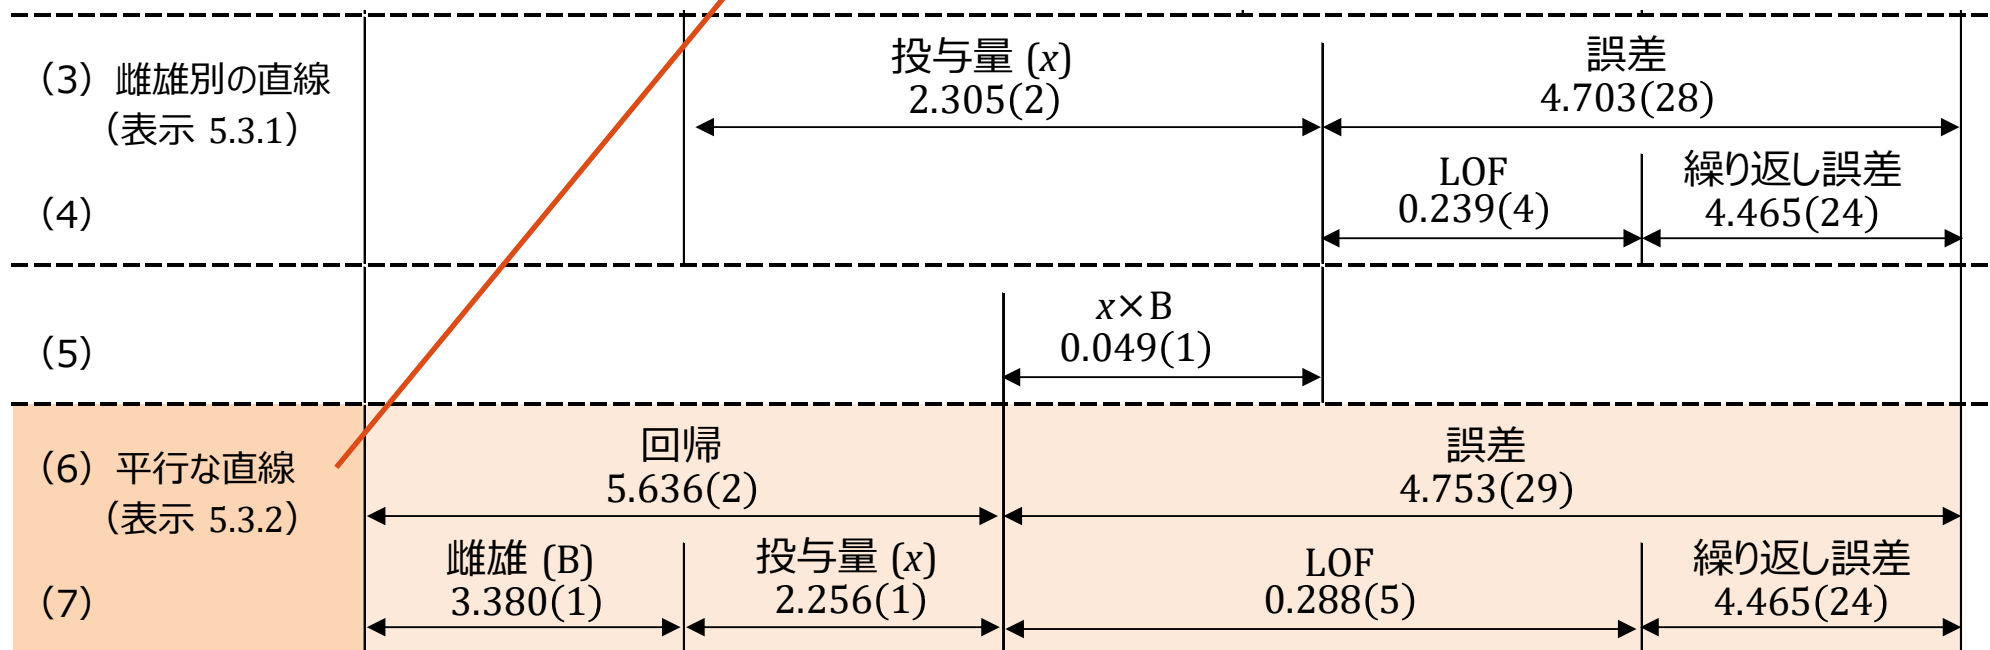 (3) 雌雄別の直線
(表示 5.3.1)
投与量 (x)
2.305(2)
誤差
4.703(28)
(4)
LOF
0.239(4)
繰り返し誤差
4.465(24)
(5)
x×B
0.049(1)
(6) 平行な直線
(表示 5.3.2)
回帰
5.636(2)
誤差
4.753(29)
(7)
雌雄 (B)
3.380(1)
投与量 (x)
2.256(1)
LOF
0.288(5)
繰り返し誤差
4.465(24)